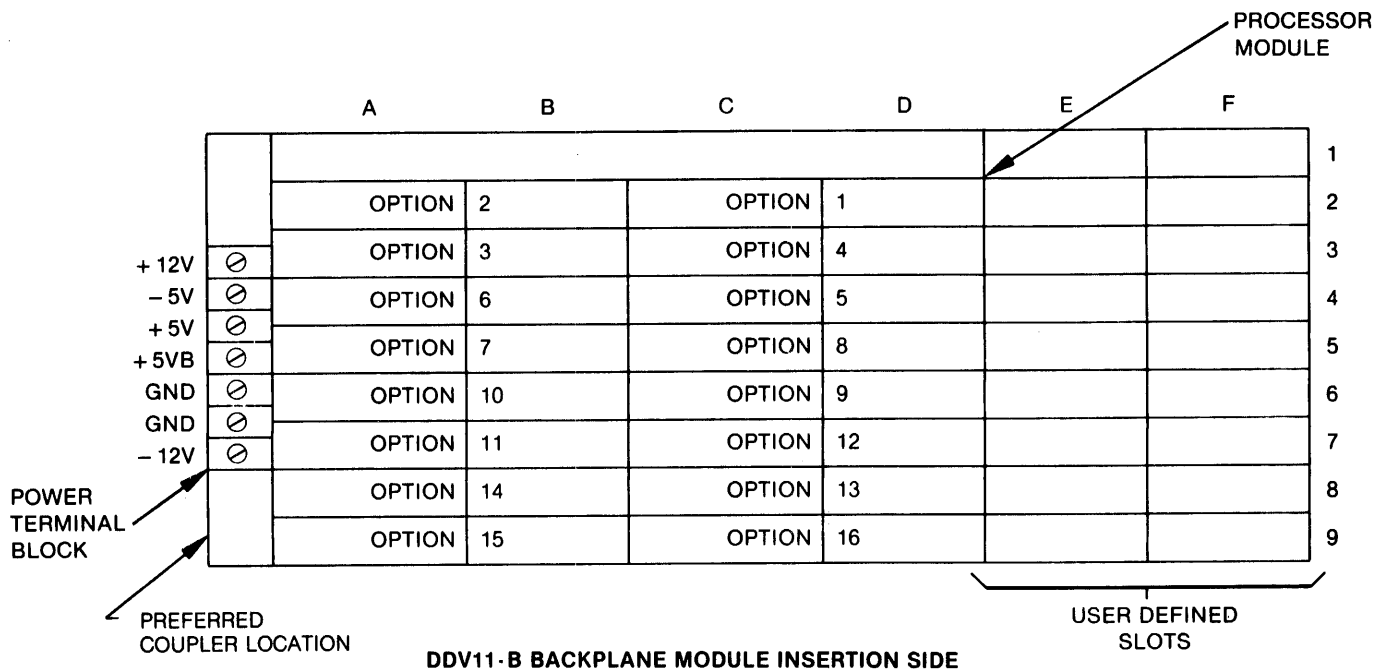 PROCESSOR
MODULE
A B C D E F
1
OPTION 2 OPTION 1 2
OPTION 3 OPTION 4 3
+ 12V
OPTION 6 OPTION 5 4
– 5V
+ 5V
OPTION 7 OPTION 8 5
+ 5VB
GND OPTION 10 OPTION 9 6
GND
OPTION 11 OPTION 12 7
– 12V
POWER
TERMINAL
BLOCK
OPTION 14 OPTION 13 8
OPTION 15 OPTION 16 9
PREFERRED
COUPLER LOCATION
USER DEFINED
SLOTS
DDV11-B BACKPLANE MODULE INSERTION SIDE